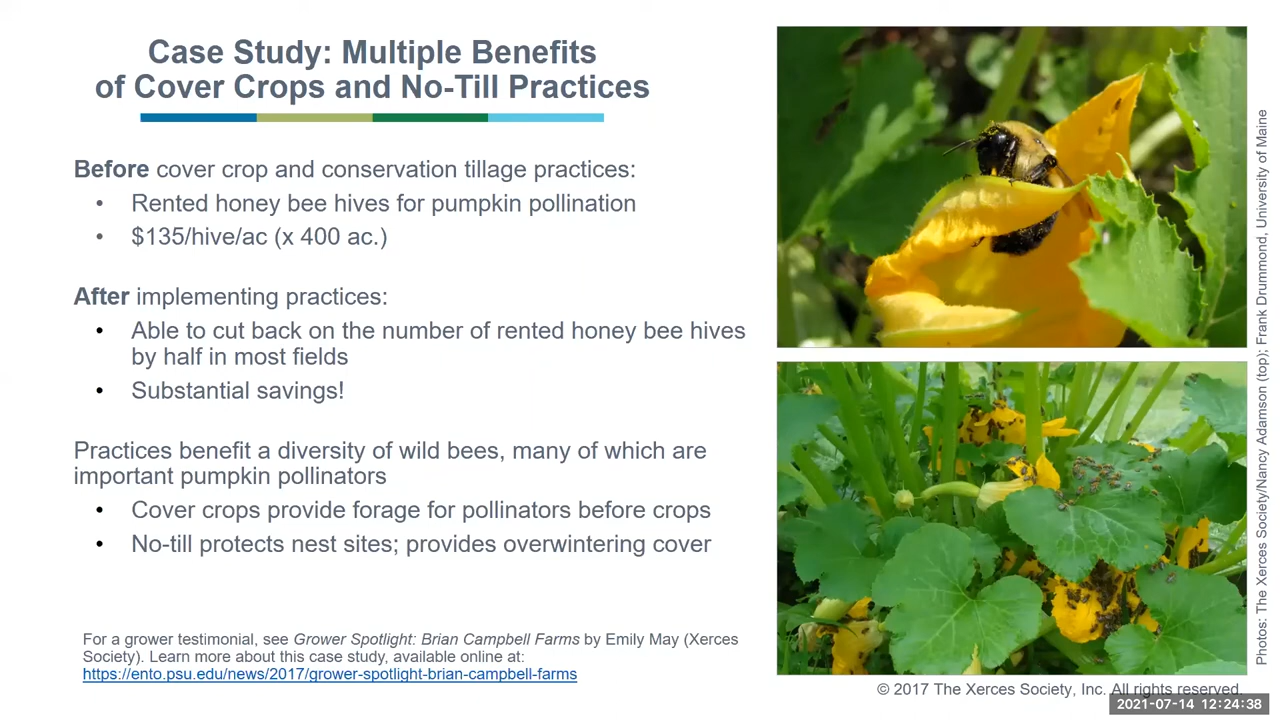 Case Study: Multiple Benefits
of Cover Crops and No-Till Practices
Before cover crop and conservation tillage practices:
• Rented honey bee hives for pumpkin pollination
• $135/hive/ac (x 400 ac.)
After implementing practices:
• Able to cut back on the number of rented honey bee hives
by half in most fields
• Substantial savings!
Practices benefit a diversity of wild bees, many of which are
important pumpkin pollinators
• Cover crops provide forage for pollinators before crops
• No-till protects nest sites; provides overwintering cover
For a grower testimonial, see Grower Spotlight: Brian Campbell Farms by Emily May (Xerces
Society). Learn more about this case study, available online at:
https://ento.psu.edu/news/2017/grower-spotlight-brian-campbell-farms
Photos: The Xerces Society/Nancy Adamson (top); Frank Drummond, University of Maine
© 2017 The Xerces Society, Inc. All rights reserved.
2021-07-14 12:24:38